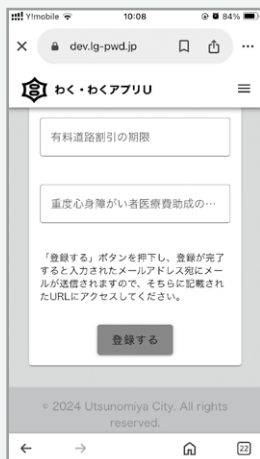 Y!mobile 10:08 84%
dev.lg-pwd.jp
わく・わくアプリU
有料道路割引の期限
重度心身障がい者医療費助成の…
「登録する」ボタンを押下し、登録が完了
すると入力されたメールアドレス宛にメー
ルが送信されますので、そちらに記載され
たURLにアクセスしてください。
登録する
© 2024 Utsunomiya City. All rights
reserved.
22